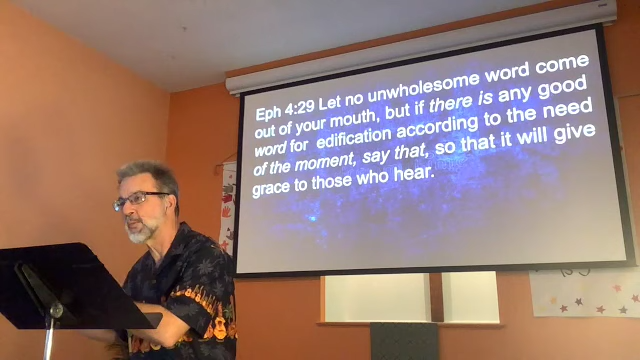 Eph 4:29 Let no unwholesome word come
out of your mouth, but if there is any good
word for edification according to the need
of the moment, say that, so that it will give
grace to those who hear.